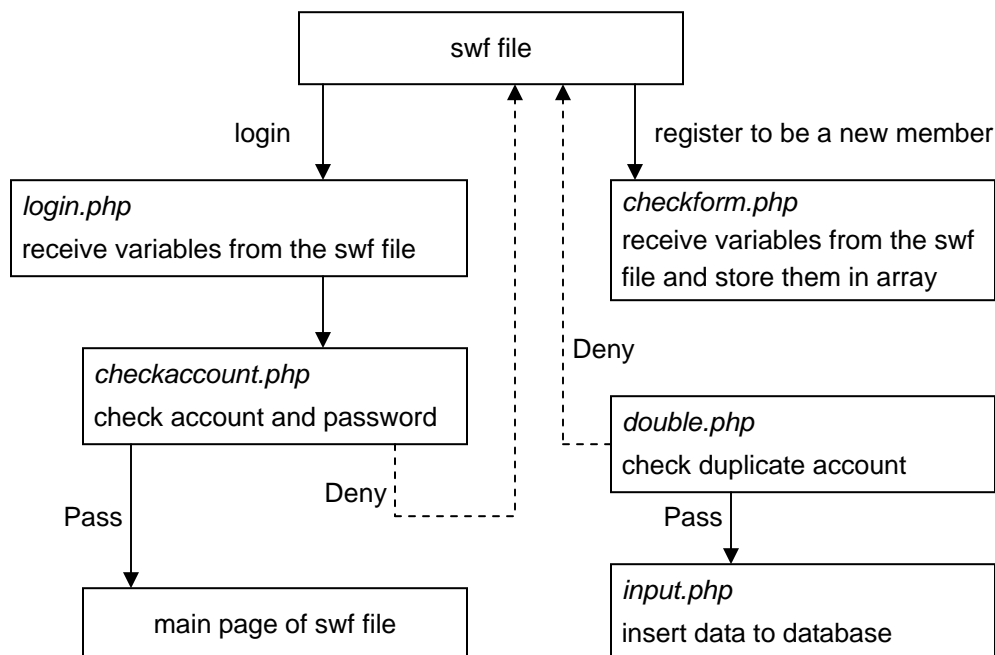 swf file
login
register to be a new member
login.php
receive variables from the swf file
checkform.php
receive variables from the swf
file and store them in array
Deny
checkaccount.php
check account and password
double.php
check duplicate account
Deny
Pass
Pass
main page of swf file
input.php
insert data to database